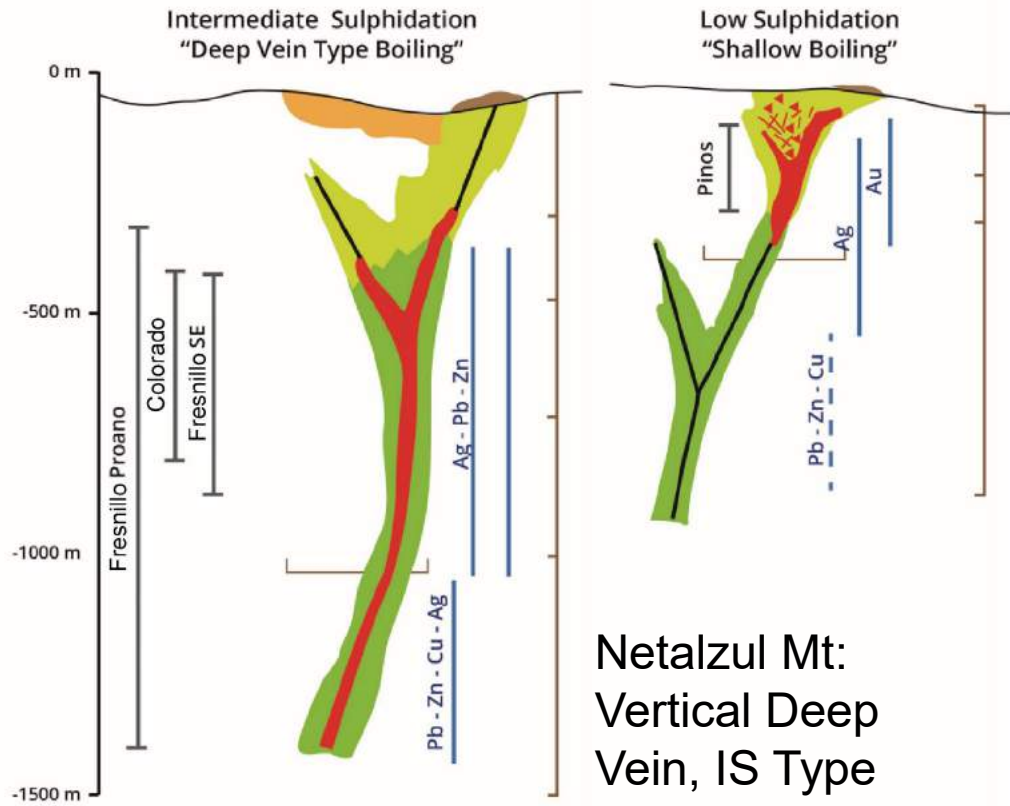 Intermediate Sulphidation
“Deep Vein Type Boiling”
Low Sulphidation
“Shallow Boiling”
0 m
-500 m
-1000 m
-1500 m
Fresnillo Proano
Colorado
Fresnillo SE
Ag - Pb - Zn
Pb - Zn - Cu - Ag
Pinos
Ag
Au
Pb - Zn - Cu
Netalzul Mt:
Vertical Deep
Vein, IS Type